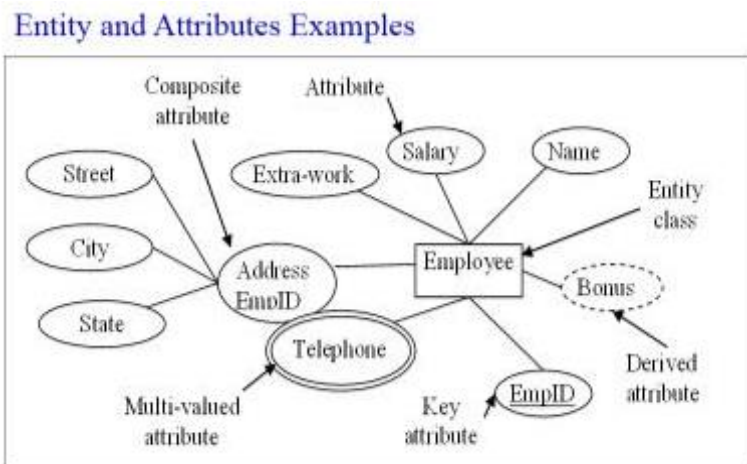 Entity and Attributes Examples
Composite
attribute
Attribute
Street
Extra-work
Salary
Name
Entity
class
City
Address
EmpID
Employee
Bonus
State
Telephone
Multi-valued
attribute
Key
attribute
EmpID
Derived
attribute